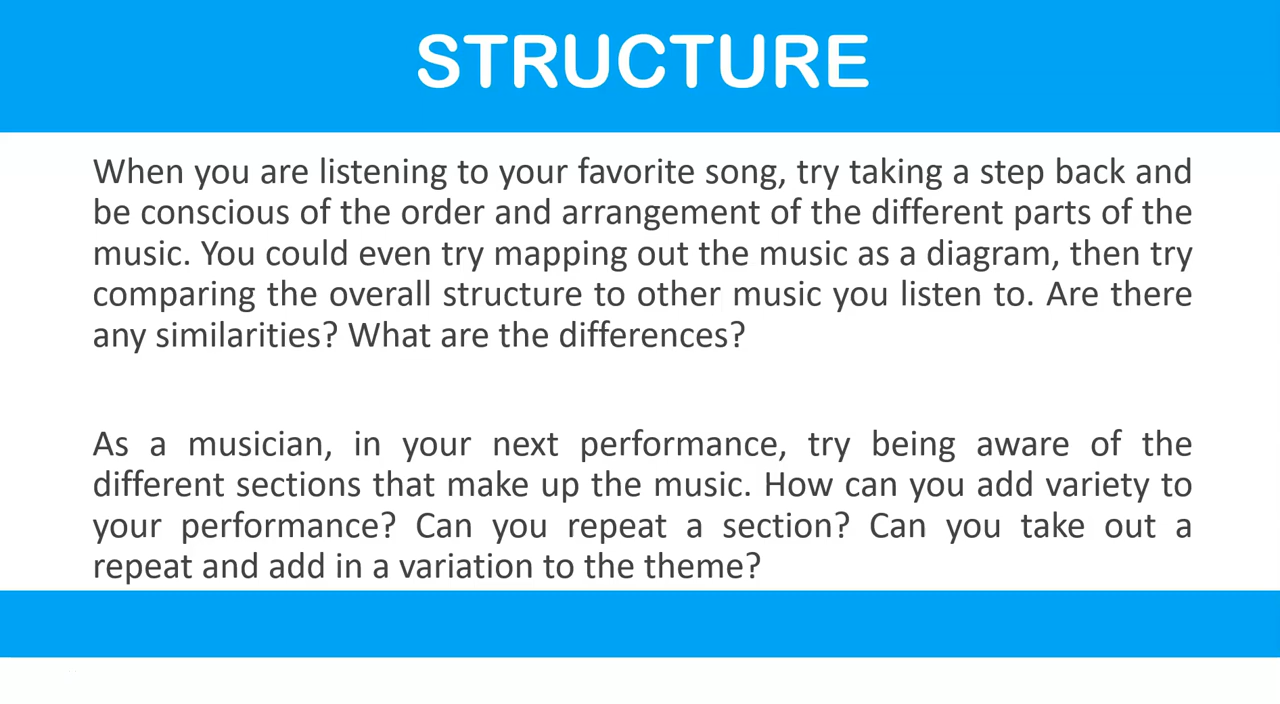 STRUCTURE
When you are listening to your favorite song, try taking a step back and
be conscious of the order and arrangement of the different parts of the
music. You could even try mapping out the music as a diagram, then try
comparing the overall structure to other music you listen to. Are there
any similarities? What are the differences?
As a musician, in your next performance, try being aware of the
different sections that make up the music. How can you add variety to
your performance? Can you repeat a section? Can you take out a
repeat and add in a variation to the theme?